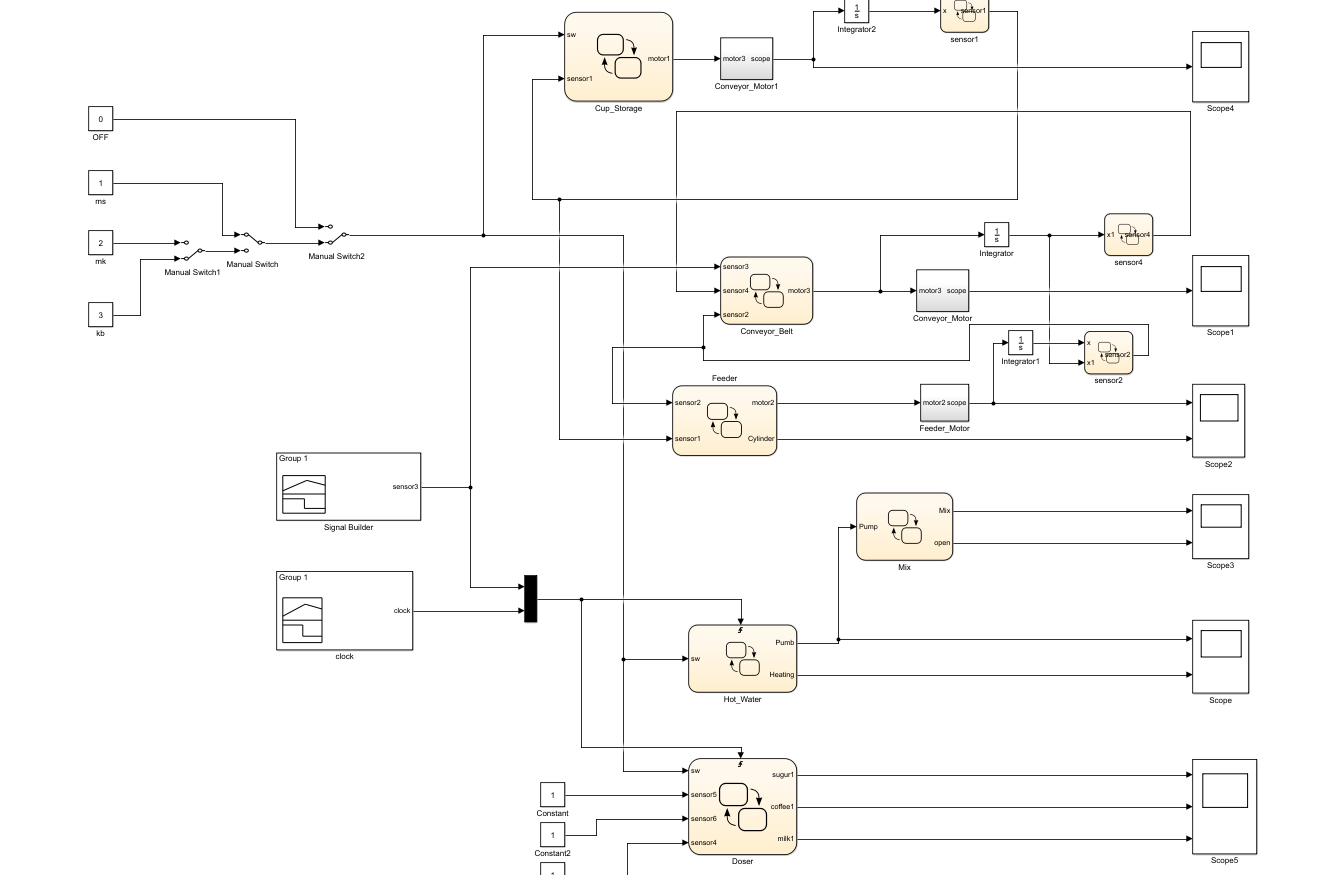 1
s
Integrator2
x
sensor1
sensor1
sw
sensor1
motor1
Cup_Storage
motor3 scope
Conveyor_Motor1
Scope4
0
OFF
1
ms
2
mk
3
kb
Manual Switch1
Manual Switch
Manual Switch2
1
s
Integrator
x1
sensor4
sensor4
sensor3
sensor4
sensor2
motor3
Conveyor_Belt
motor3 scope
Conveyor_Motor
Scope1
1
s
Integrator1
x
x1
sensor2
sensor2
Feeder
sensor2
sensor1
motor2
Cylinder
motor2 scope
Feeder_Motor
Scope2
Group 1
sensor3
Signal Builder
Pump
Mix
open
Mix
Scope3
Group 1
clock
clock
sw
Pumb
Heating
Hot_Water
Scope
sw
sensor5
sensor6
sensor4
sugur1
coffee1
milk1
Doser
Scope5
1
Constant
1
Constant2
1